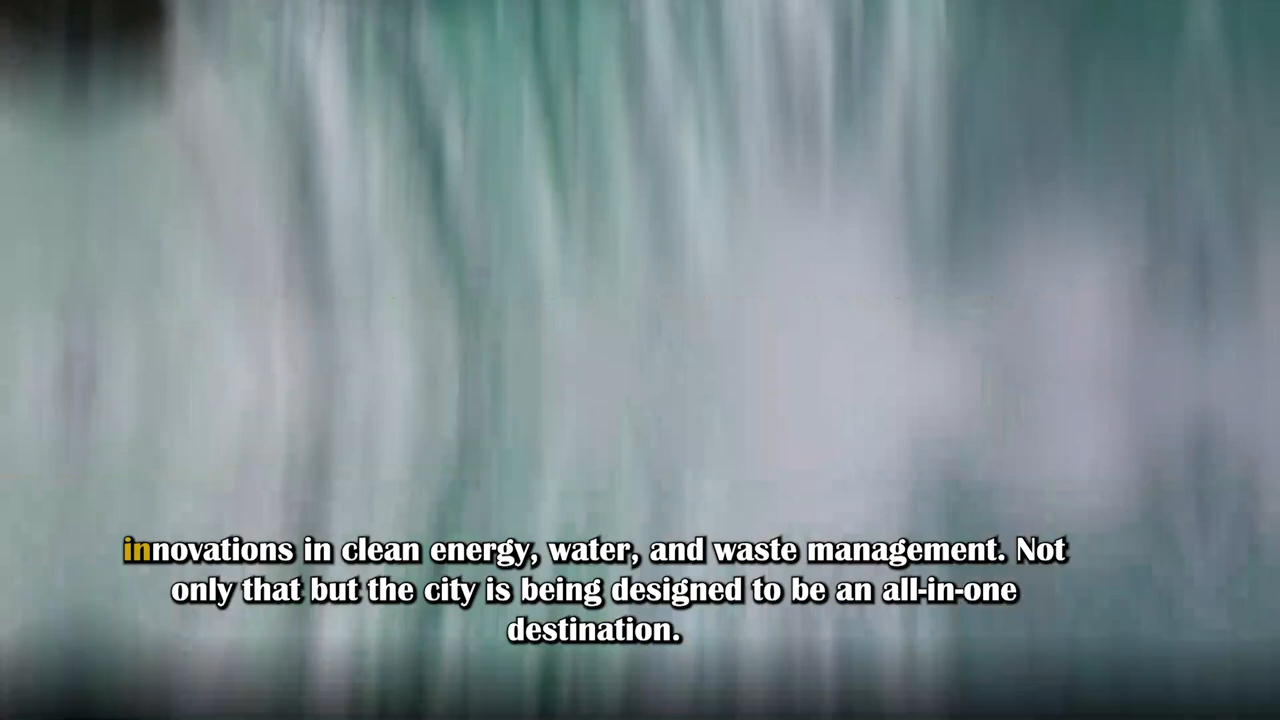 innovations in clean energy, water, and waste management. Not
only that but the city is being designed to be an all-in-one
destination.